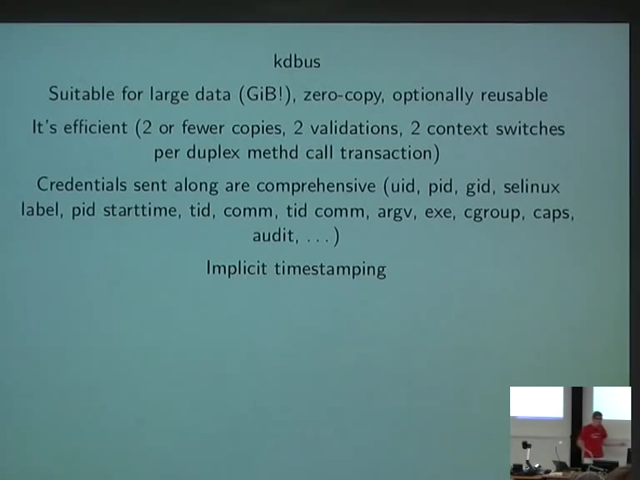 kdbus
Suitable for large data (GiB!), zero-copy, optionally reusable
It's efficient (2 or fewer copies, 2 validations, 2 context switches
per duplex methd call transaction)
Credentials sent along are comprehensive (uid, pid, gid, selinux
label, pid starttime, tid, comm, tid comm, argv, exe, cgroup, caps,
audit, . . . )
Implicit timestamping